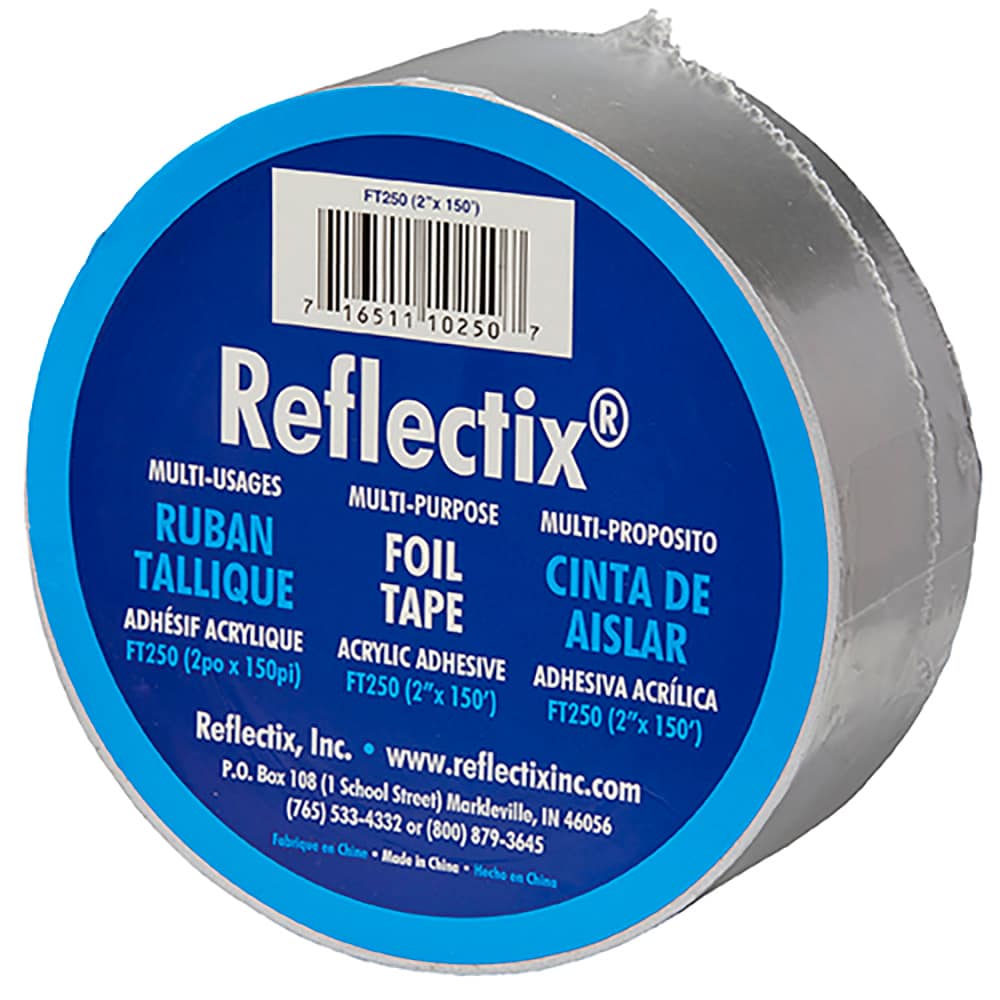 FT250 (2"x 150')
7 16511 10250 7
Reflectix®
MULTI-USAGES
RUBAN
TALLIQUE
ADHÉSIF ACRYLIQUE
FT250 (2po x 150pi)
MULTI-PURPOSE
FOIL
TAPE
ACRYLIC ADHESIVE
FT250 (2"x 150')
MULTI-PROPOSITO
CINTA DE
AISLAR
ADHESIVA ACRÍLICA
FT250 (2"x 150')
Reflectix, Inc. • www.reflectixinc.com
P.O. Box 108 (1 School Street) Markleville, IN 46056
(765) 533-4332 or (800) 879-3645
Fabrique en Chine • Made in China • Hecho en China